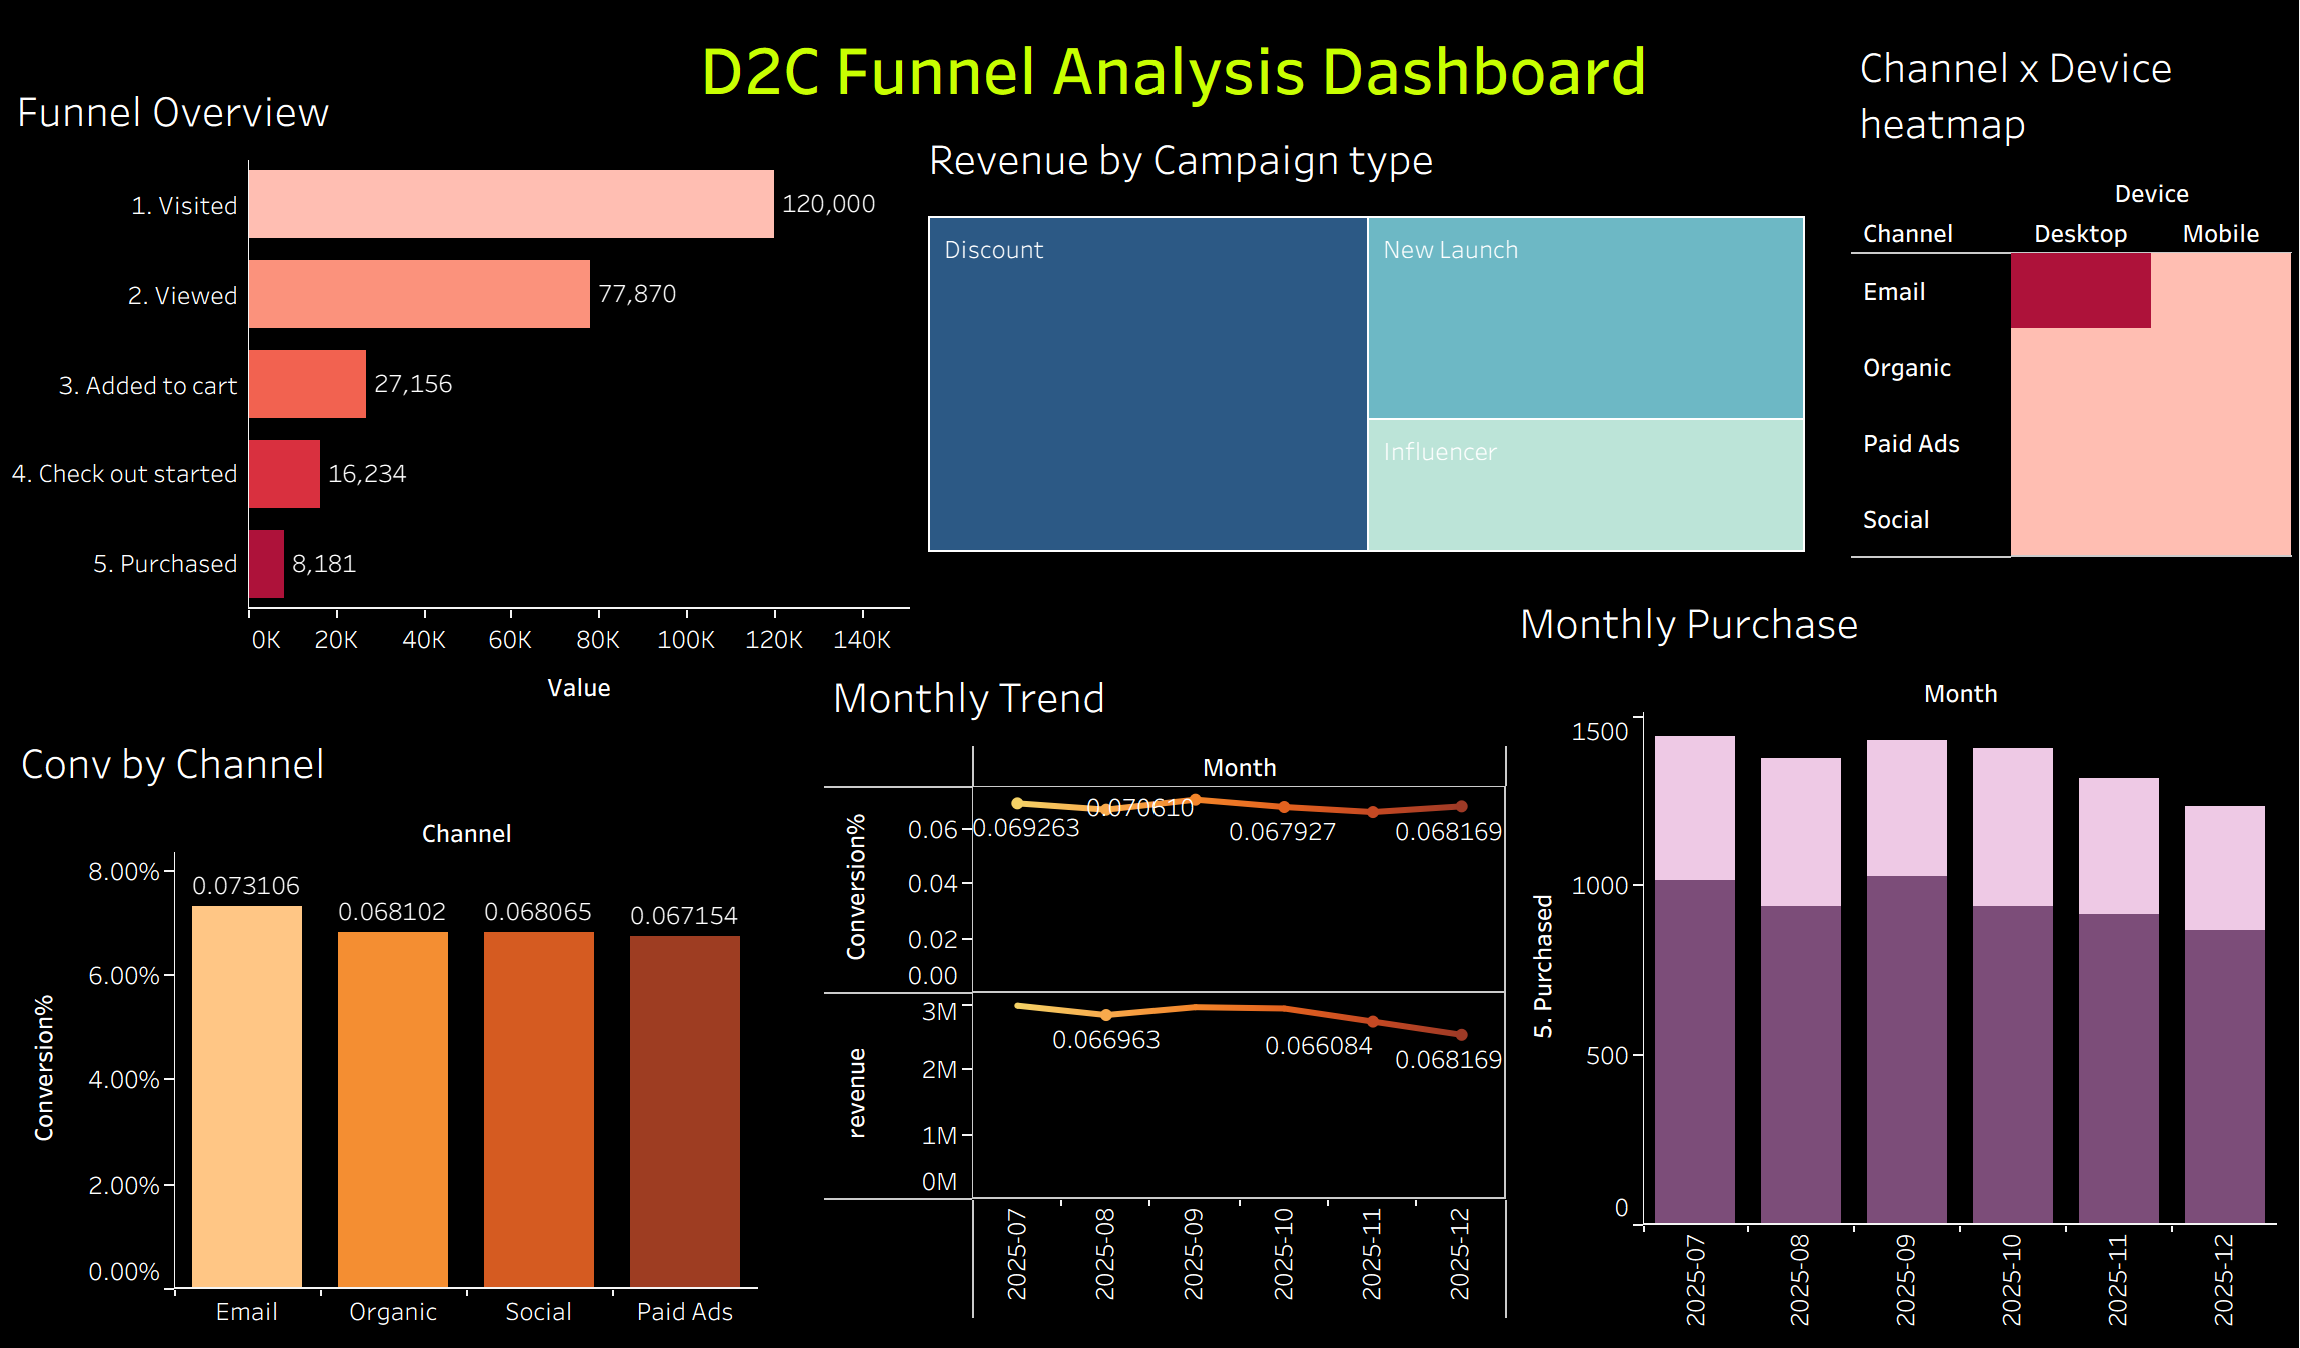 D2C Funnel Analysis Dashboard
Funnel Overview
1. Visited
120,000
2. Viewed
77,870
3. Added to cart
27,156
4. Check out started
16,234
5. Purchased
8,181
0K 20K 40K 60K 80K 100K 120K 140K
Value
Revenue by Campaign type
Discount
New Launch
Influencer
Channel x Device
heatmap
Device
Channel Desktop Mobile
Email
Organic
Paid Ads
Social
Conv by Channel
Channel
Conversion%
8.00%
6.00%
4.00%
2.00%
0.00%
0.073106
0.068102
0.068065
0.067154
Email Organic Social Paid Ads
Monthly Trend
Month
Conversion%
0.06
0.04
0.02
0.00
0.069263
0.070610
0.067927
0.068169
revenue
3M
2M
1M
0M
0.066963
0.066084
0.068169
2025-07
2025-08
2025-09
2025-10
2025-11
2025-12
Monthly Purchase
Month
5. Purchased
1500
1000
500
0
2025-07
2025-08
2025-09
2025-10
2025-11
2025-12